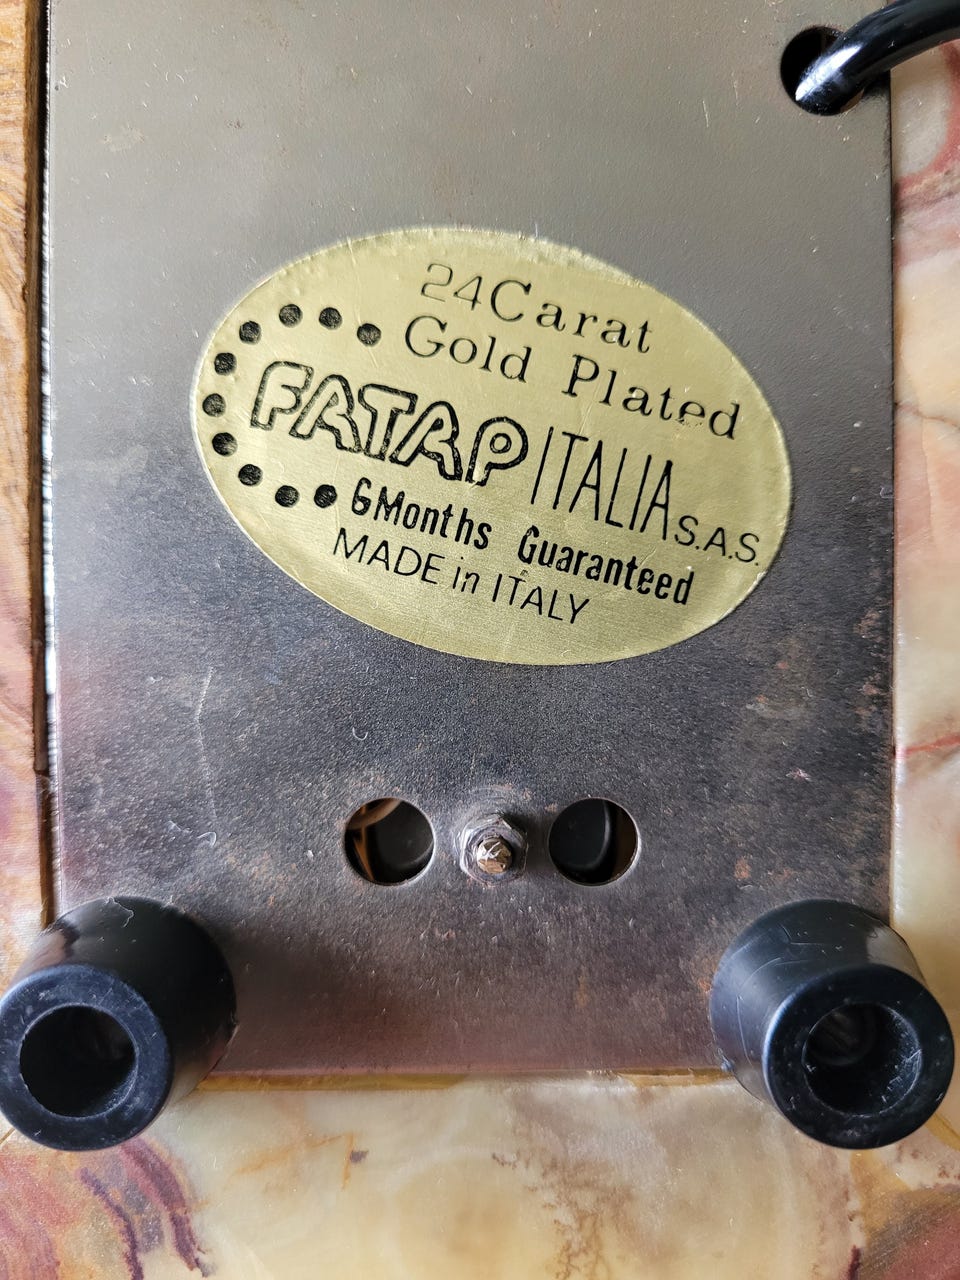 24Carat
Gold Plated
FATAP ITALIA S.A.S.
6Months Guaranteed
MADE in ITALY